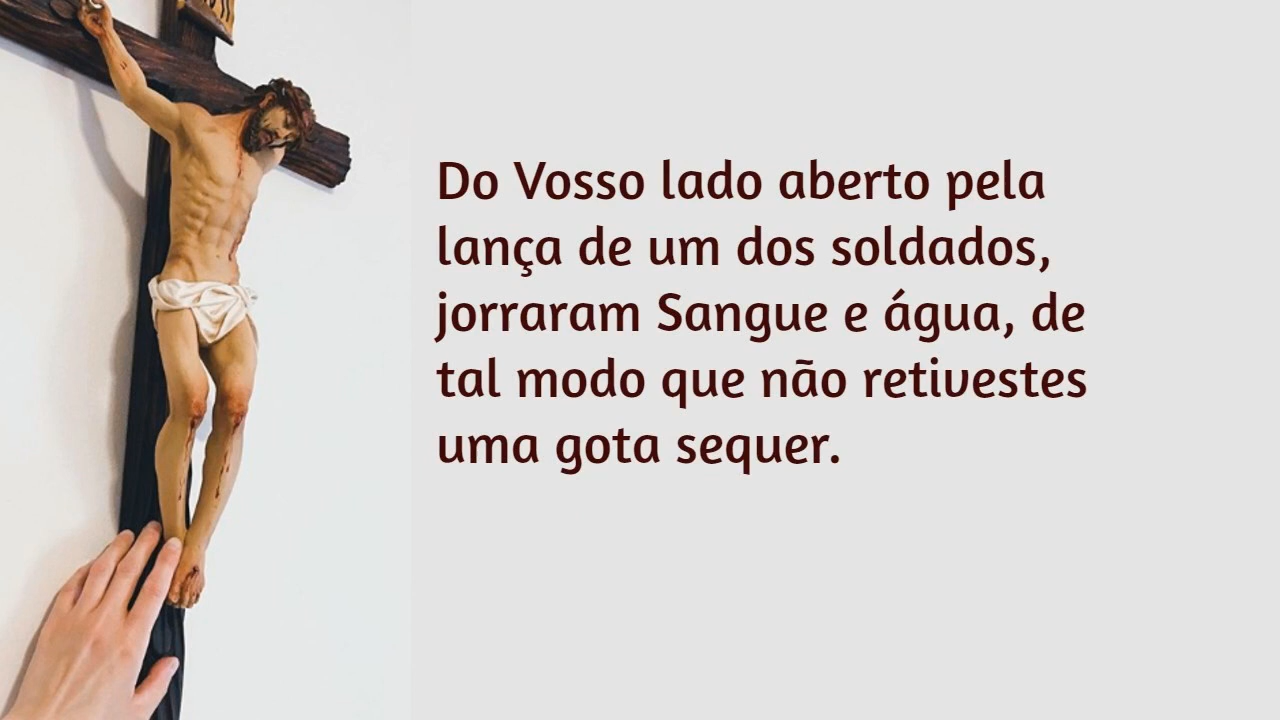 Do Vosso lado aberto pela
lança de um dos soldados,
jorraram Sangue e água, de
tal modo que não retivestes
uma gota sequer.